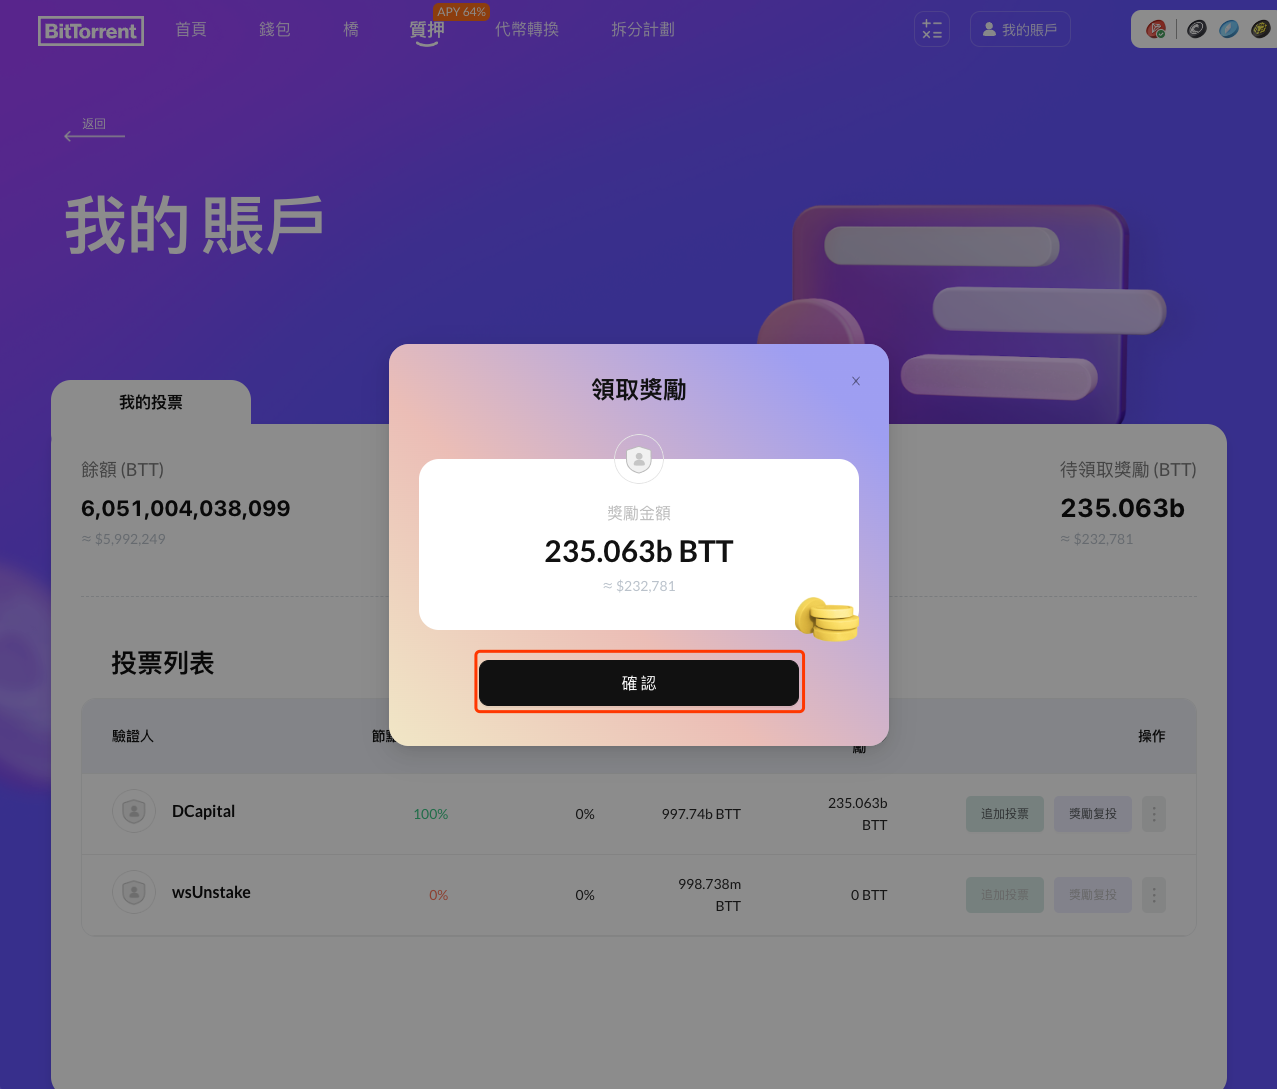 BitTorrent
首頁
錢包
橋
質押
APY 64%
代幣轉換
拆分計劃
我的賬戶
返回
我的 賬戶
我的投票
餘額 (BTT)
6,051,004,038,099
≈ $5,992,249
待領取獎勵 (BTT)
235.063b
≈ $232,781
領取獎勵
x
獎勵金額
235.063b BTT
≈ $232,781
確認
投票列表
驗證人
勵
操作
DCapital
100%
0%
997.74b BTT
235.063b
BTT
追加投票
獎勵复投
wsUnstake
0%
0%
998.738m
BTT
0 BTT
追加投票
獎勵复投